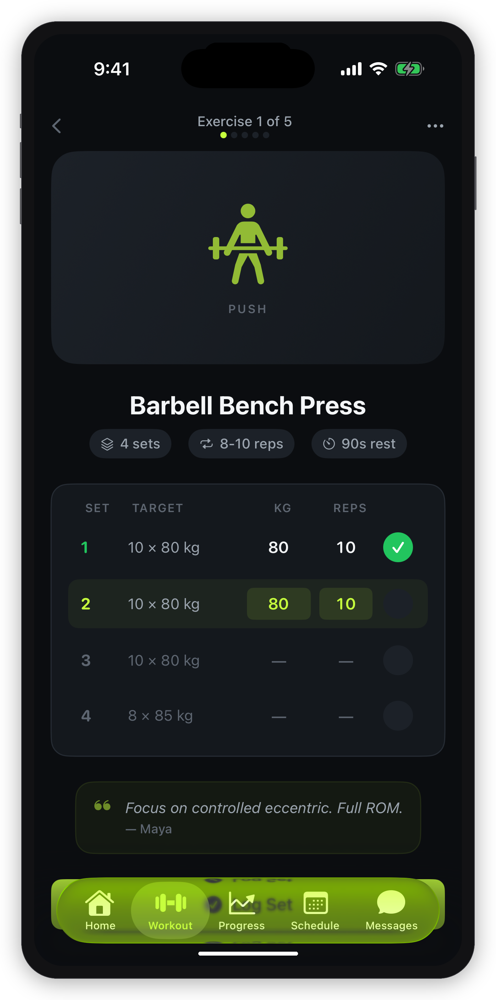 9:41
Exercise 1 of 5
PUSH
Barbell Bench Press
4 sets 8-10 reps 90s rest
SET TARGET KG REPS
1 10 × 80 kg 80 10
2 10 × 80 kg 80 10
3 10 × 80 kg — —
4 8 × 85 kg — —
Focus on controlled eccentric. Full ROM.
— Maya
Log Set
Home Workout Progress Schedule Messages